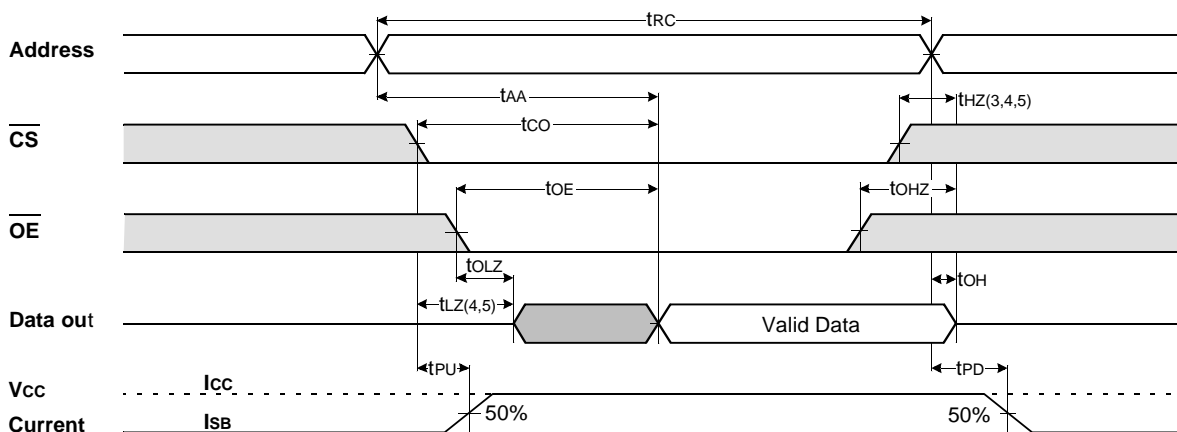 tRC
Address
tAA
tHZ(3,4,5)
CS
tCO
tOE
tOHZ
OE
tOLZ
tOH
tLZ(4,5)
Data out
Valid Data
tPU
tPD
VCC
ICC
50%
50%
Current
ISB